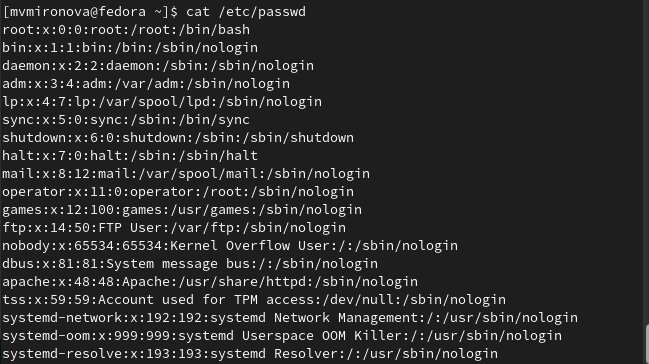 [mvmironova@fedora ~]$ cat /etc/passwd
root:x:0:0:root:/root:/bin/bash
bin:x:1:1:bin:/bin:/sbin/nologin
daemon:x:2:2:daemon:/sbin:/sbin/nologin
adm:x:3:4:adm:/var/adm:/sbin/nologin
lp:x:4:7:lp:/var/spool/lpd:/sbin/nologin
sync:x:5:0:sync:/sbin:/bin/sync
shutdown:x:6:0:shutdown:/sbin:/sbin/shutdown
halt:x:7:0:halt:/sbin:/sbin/halt
mail:x:8:12:mail:/var/spool/mail:/sbin/nologin
operator:x:11:0:operator:/root:/sbin/nologin
games:x:12:100:games:/usr/games:/sbin/nologin
ftp:x:14:50:FTP User:/var/ftp:/sbin/nologin
nobody:x:65534:65534:Kernel Overflow User:/:/sbin/nologin
dbus:x:81:81:System message bus:/:/sbin/nologin
apache:x:48:48:Apache:/usr/share/httpd:/sbin/nologin
tss:x:59:59:Account used for TPM access:/dev/null:/sbin/nologin
systemd-network:x:192:192:systemd Network Management:/:/usr/sbin/nologin
systemd-oom:x:999:999:systemd Userspace OOM Killer:/:/usr/sbin/nologin
systemd-resolve:x:193:193:systemd Resolver:/:/usr/sbin/nologin